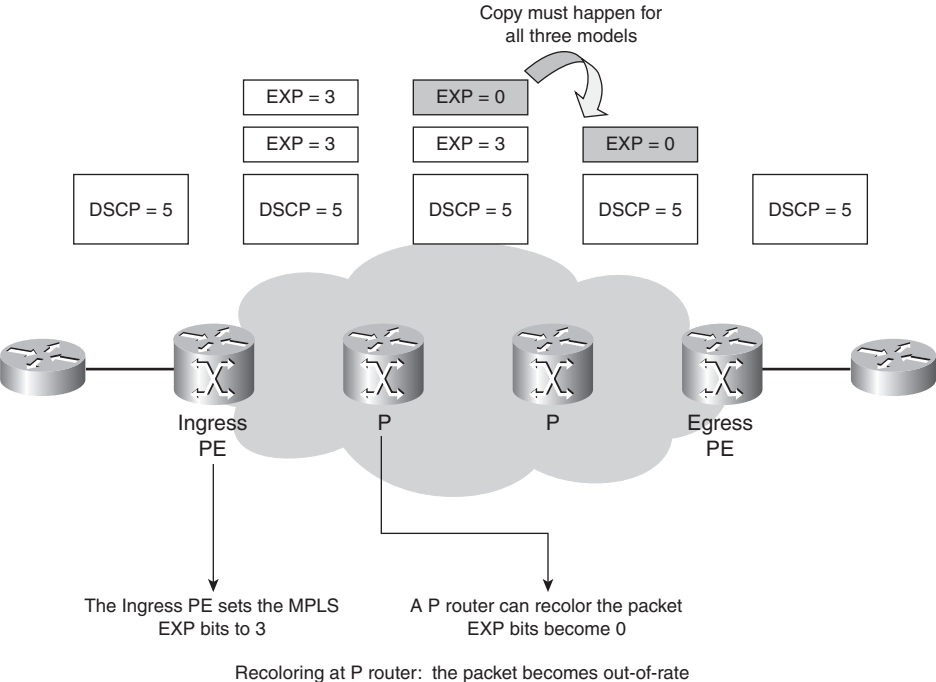 Copy must happen for
all three models
EXP = 3
EXP = 0
EXP = 3
EXP = 3
EXP = 0
DSCP = 5
DSCP = 5
DSCP = 5
DSCP = 5
DSCP = 5
Ingress
PE
P
P
Egress
PE
The Ingress PE sets the MPLS
EXP bits to 3
A P router can recolor the packet
EXP bits become 0
Recoloring at P router: the packet becomes out-of-rate